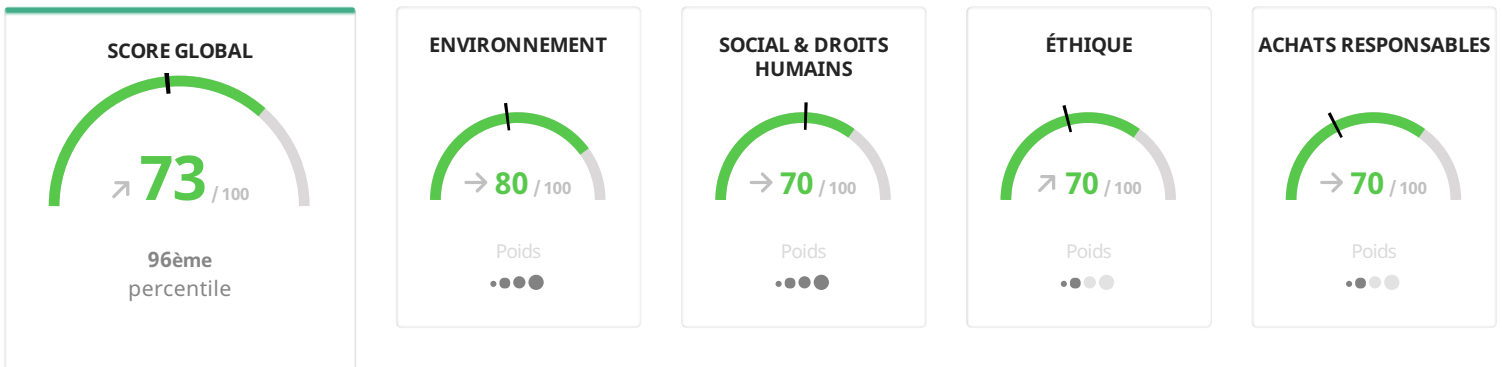 SCORE GLOBAL
73 / 100
96ème
percentile
ENVIRONNEMENT
80 / 100
Poids
SOCIAL & DROITS
HUMAINS
70 / 100
Poids
ÉTHIQUE
70 / 100
Poids
ACHATS RESPONSABLES
70 / 100
Poids